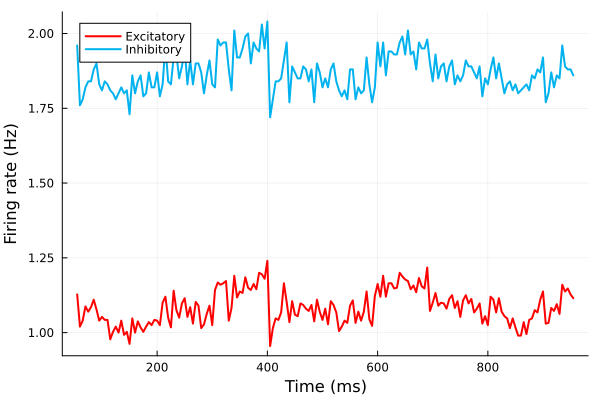 2.00
1.75
1.50
1.25
1.00
Firing rate (Hz)
Excitatory
Inhibitory
200 400 600 800
Time (ms)